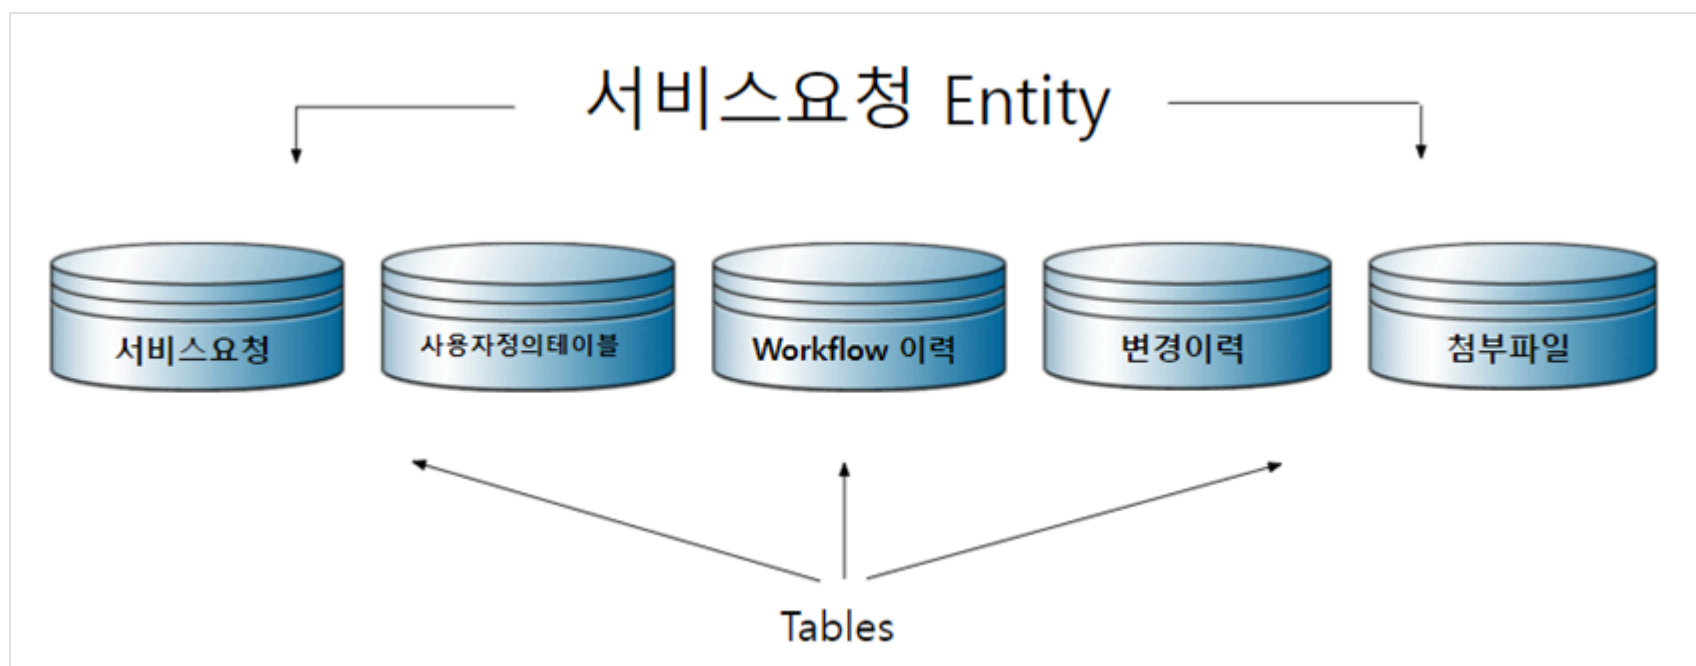 서비스요청 Entity
서비스요청
사용자정의테이블
Workflow 이력
변경이력
첨부파일
Tables